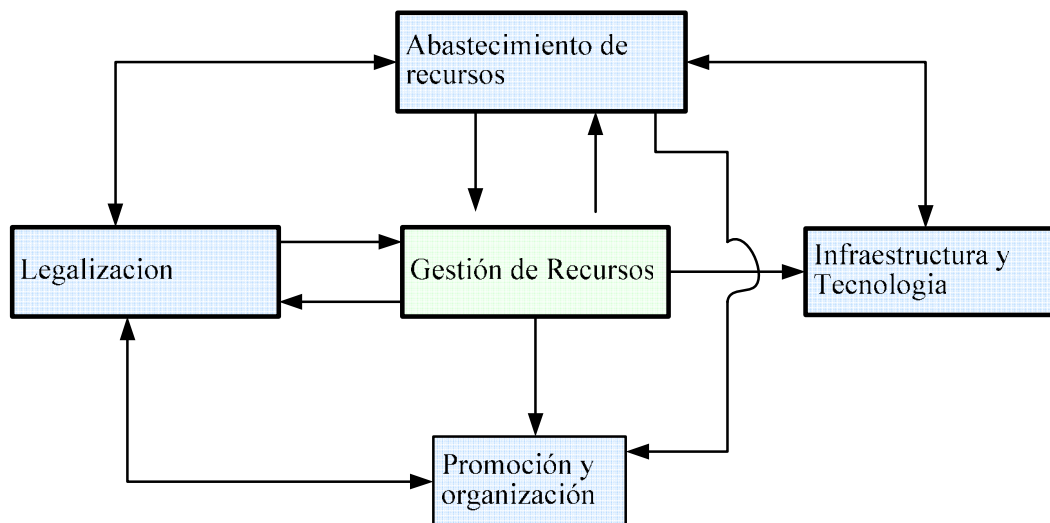 Abastecimiento de
recursos
Legalizacion
Gestión de Recursos
Infraestructura y
Tecnologia
Promoción y
organización